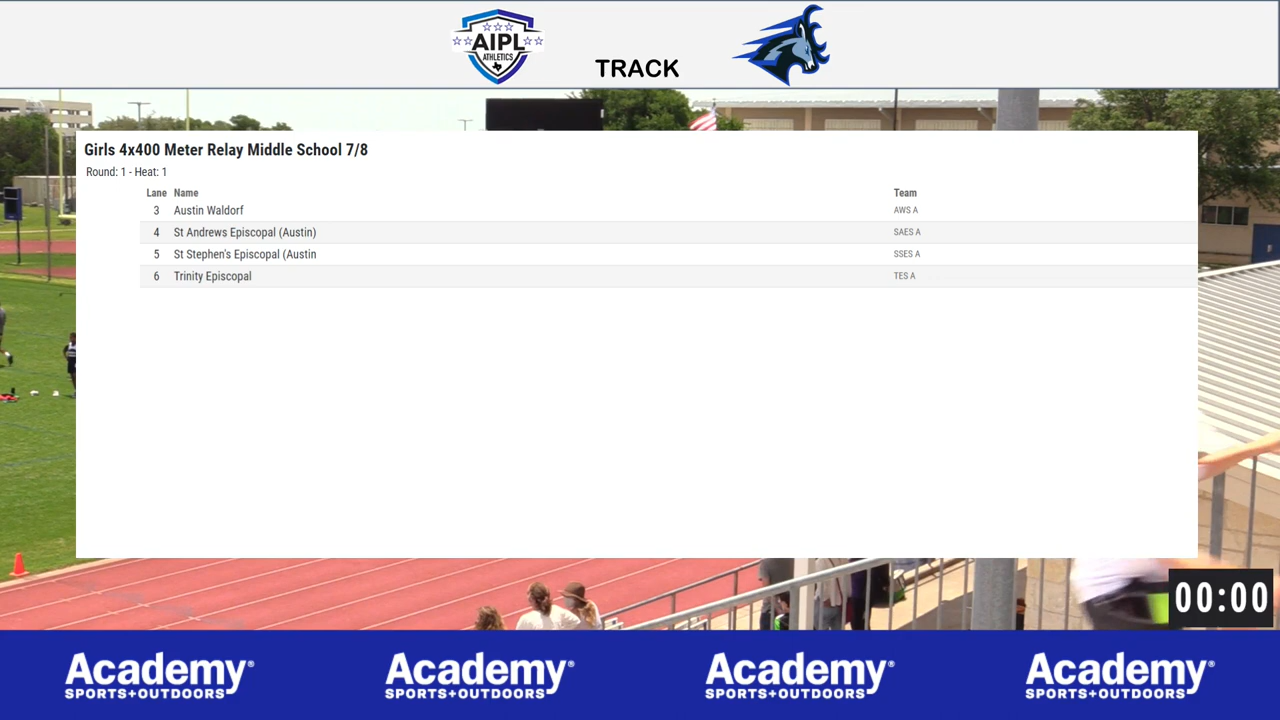 AIPL
ATHLETICS
TRACK
Girls 4x400 Meter Relay Middle School 7/8
Round: 1 - Heat: 1
Lane Name Team
3 Austin Waldorf AWS A
4 St Andrews Episcopal (Austin) SAES A
5 St Stephen's Episcopal (Austin SSES A
6 Trinity Episcopal TES A
00:00
Academy® Academy® Academy® Academy®
SPORTS+OUTDOORS SPORTS+OUTDOORS SPORTS+OUTDOORS SPORTS+OUTDOORS